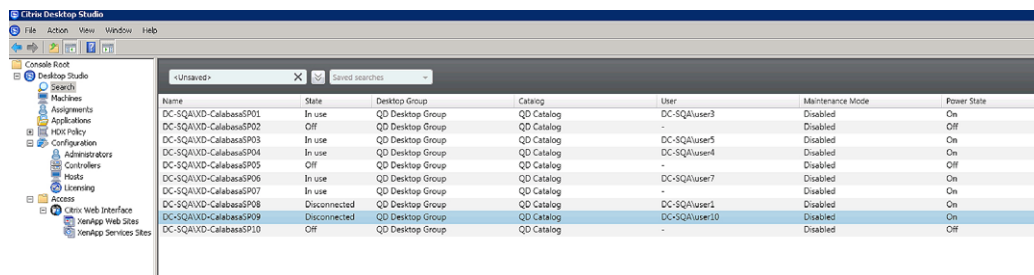 Citrix Desktop Studio
File Action View Window Help
Console Root
Desktop Studio
Search
Machines
Assignments
Applications
HDX Policy
Configuration
Administrators
Controllers
Hosts
Licensing
Access
Citrix Web Interface
XenApp Web Sites
XenApp Services Sites
<Unsaved> Saved searches
Name State Desktop Group Catalog User Maintenance Mode Power State
DC-SQA\XD-CalabasaSP01 In use QD Desktop Group QD Catalog DC-SQA\user3 Disabled On
DC-SQA\XD-CalabasaSP02 Off QD Desktop Group QD Catalog - Disabled Off
DC-SQA\XD-CalabasaSP03 In use QD Desktop Group QD Catalog DC-SQA\user5 Disabled On
DC-SQA\XD-CalabasaSP04 In use QD Desktop Group QD Catalog DC-SQA\user4 Disabled On
DC-SQA\XD-CalabasaSP05 Off QD Desktop Group QD Catalog - Disabled Off
DC-SQA\XD-CalabasaSP06 In use QD Desktop Group QD Catalog DC-SQA\user7 Disabled On
DC-SQA\XD-CalabasaSP07 In use QD Desktop Group QD Catalog - Disabled On
DC-SQA\XD-CalabasaSP08 Disconnected QD Desktop Group QD Catalog DC-SQA\user1 Disabled On
DC-SQA\XD-CalabasaSP09 Disconnected QD Desktop Group QD Catalog DC-SQA\user10 Disabled On
DC-SQA\XD-CalabasaSP10 Off QD Desktop Group QD Catalog - Disabled Off